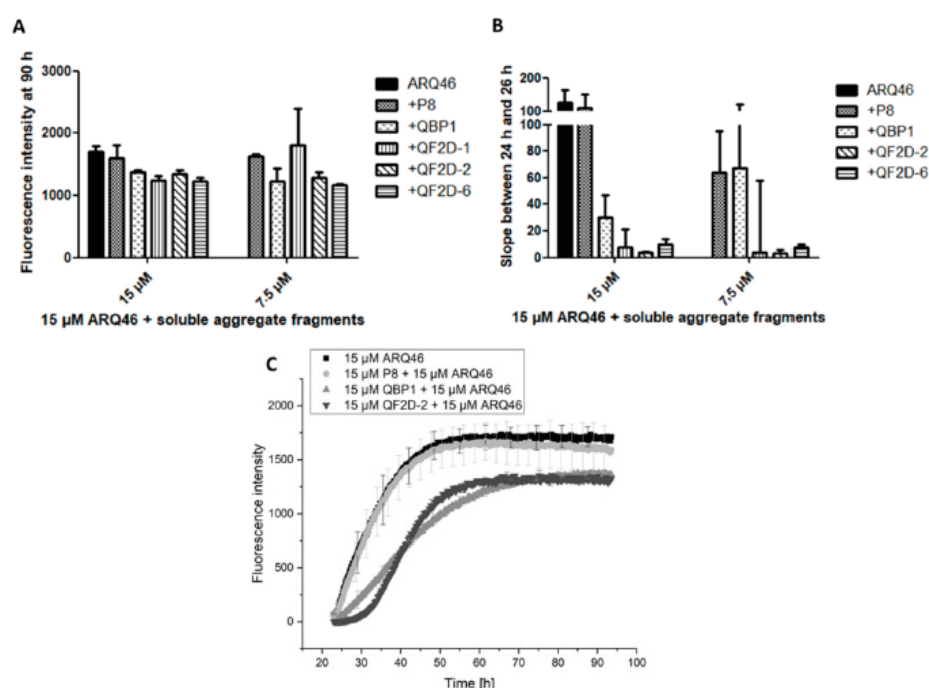 A
Fluorescence intensity at 90 h
3000
2000
1000
0
15 µM
7.5 µM
15 µM ARQ46 + soluble aggregate fragments
ARQ46
+P8
+QBP1
+QF2D-1
+QF2D-2
+QF2D-6
B
Slope between 24 h and 26 h
200
100
80
60
40
20
0
15 µM
7.5 µM
15 µM ARQ46 + soluble aggregate fragments
ARQ46
+P8
+QBP1
+QF2D-2
+QF2D-6
C
15 µM ARQ46
15 µM P8 + 15 µM ARQ46
15 µM QBP1 + 15 µM ARQ46
15 µM QF2D-2 + 15 µM ARQ46
Fluorescence intensity
2000
1500
1000
500
0
20 30 40 50 60 70 80 90 100
Time [h]